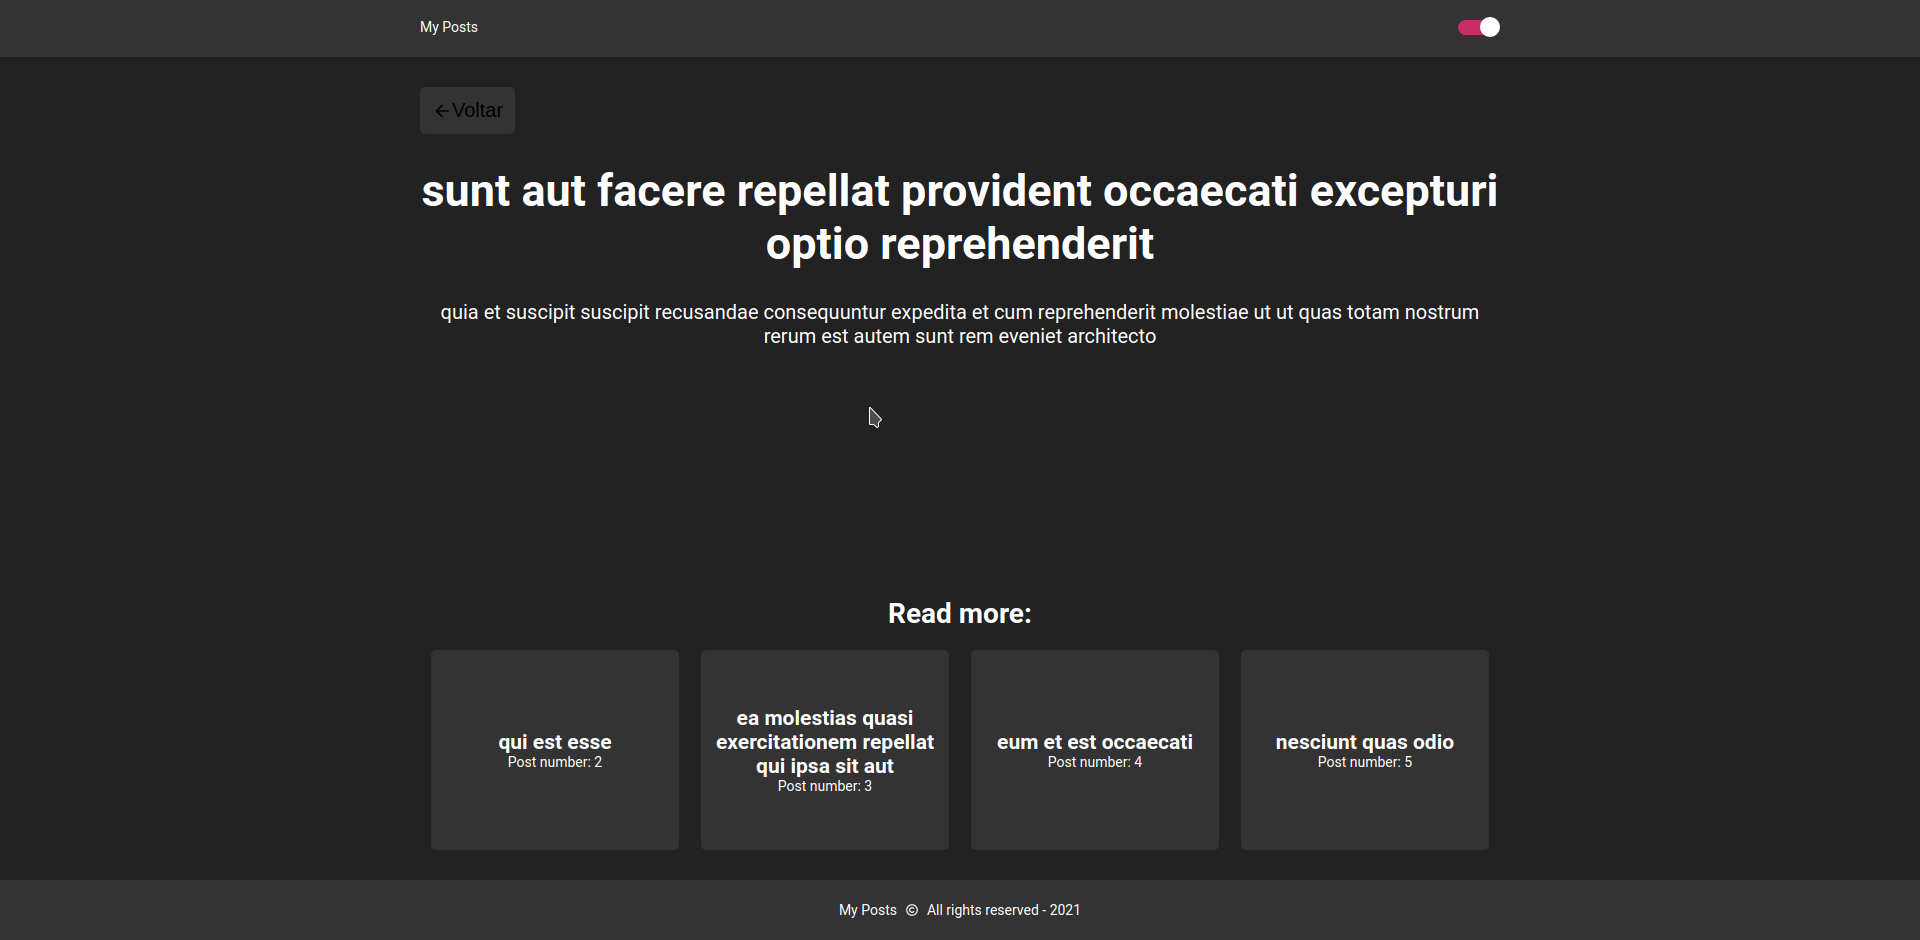 My Posts
Voltar
sunt aut facere repellat provident occaecati excepturi
optio reprehenderit
quia et suscipit suscipit recusandae consequuntur expedita et cum reprehenderit molestiae ut ut quas totam nostrum
rerum est autem sunt rem eveniet architecto
Read more:
qui est esse
Post number: 2
ea molestias quasi
exercitationem repellat
qui ipsa sit aut
Post number: 3
eum et est occaecati
Post number: 4
nesciunt quas odio
Post number: 5
My Posts © All rights reserved - 2021